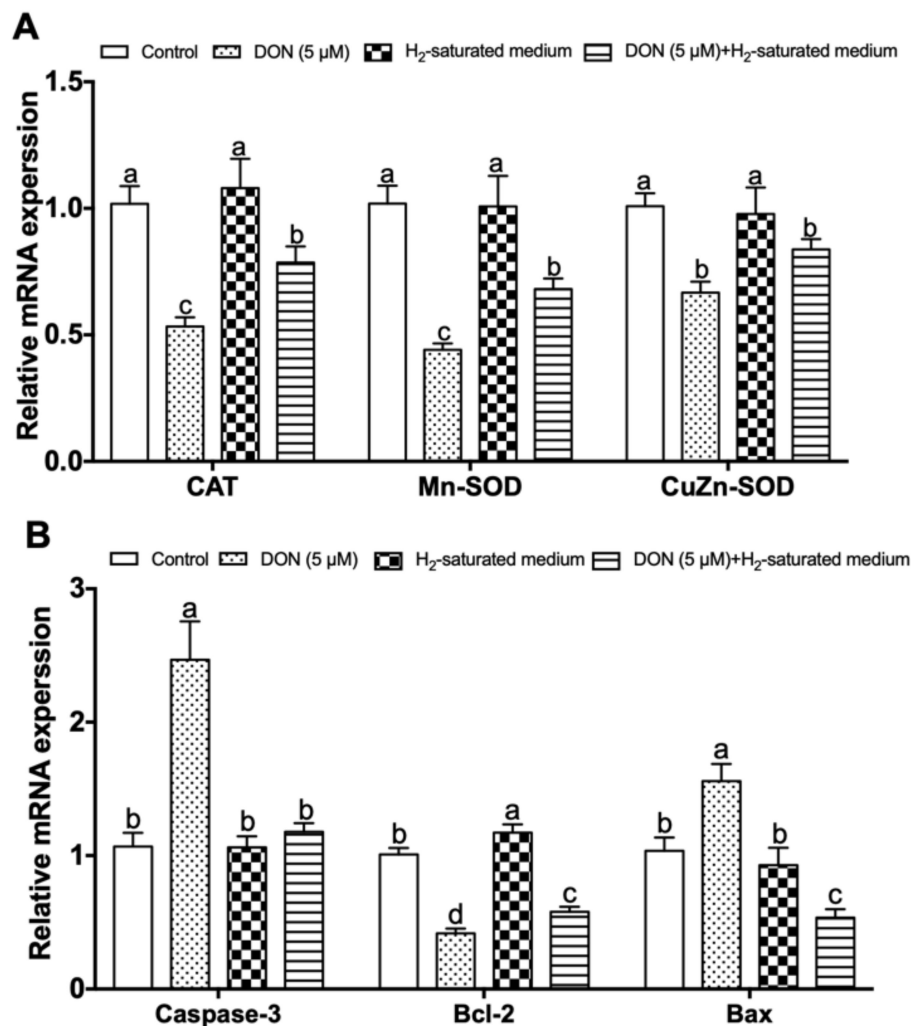 A
Control DON (5 µM) H₂-saturated medium DON (5 µM)+H₂-saturated medium
Relative mRNA experssion
1.5
1.0
0.5
0.0
a c a b
a c a b
a b a b
CAT Mn-SOD CuZn-SOD
B
Control DON (5 µM) H₂-saturated medium DON (5 µM)+H₂-saturated medium
Relative mRNA experssion
3
2
1
0
b a b b
b d a c
b a b c
Caspase-3 Bcl-2 Bax